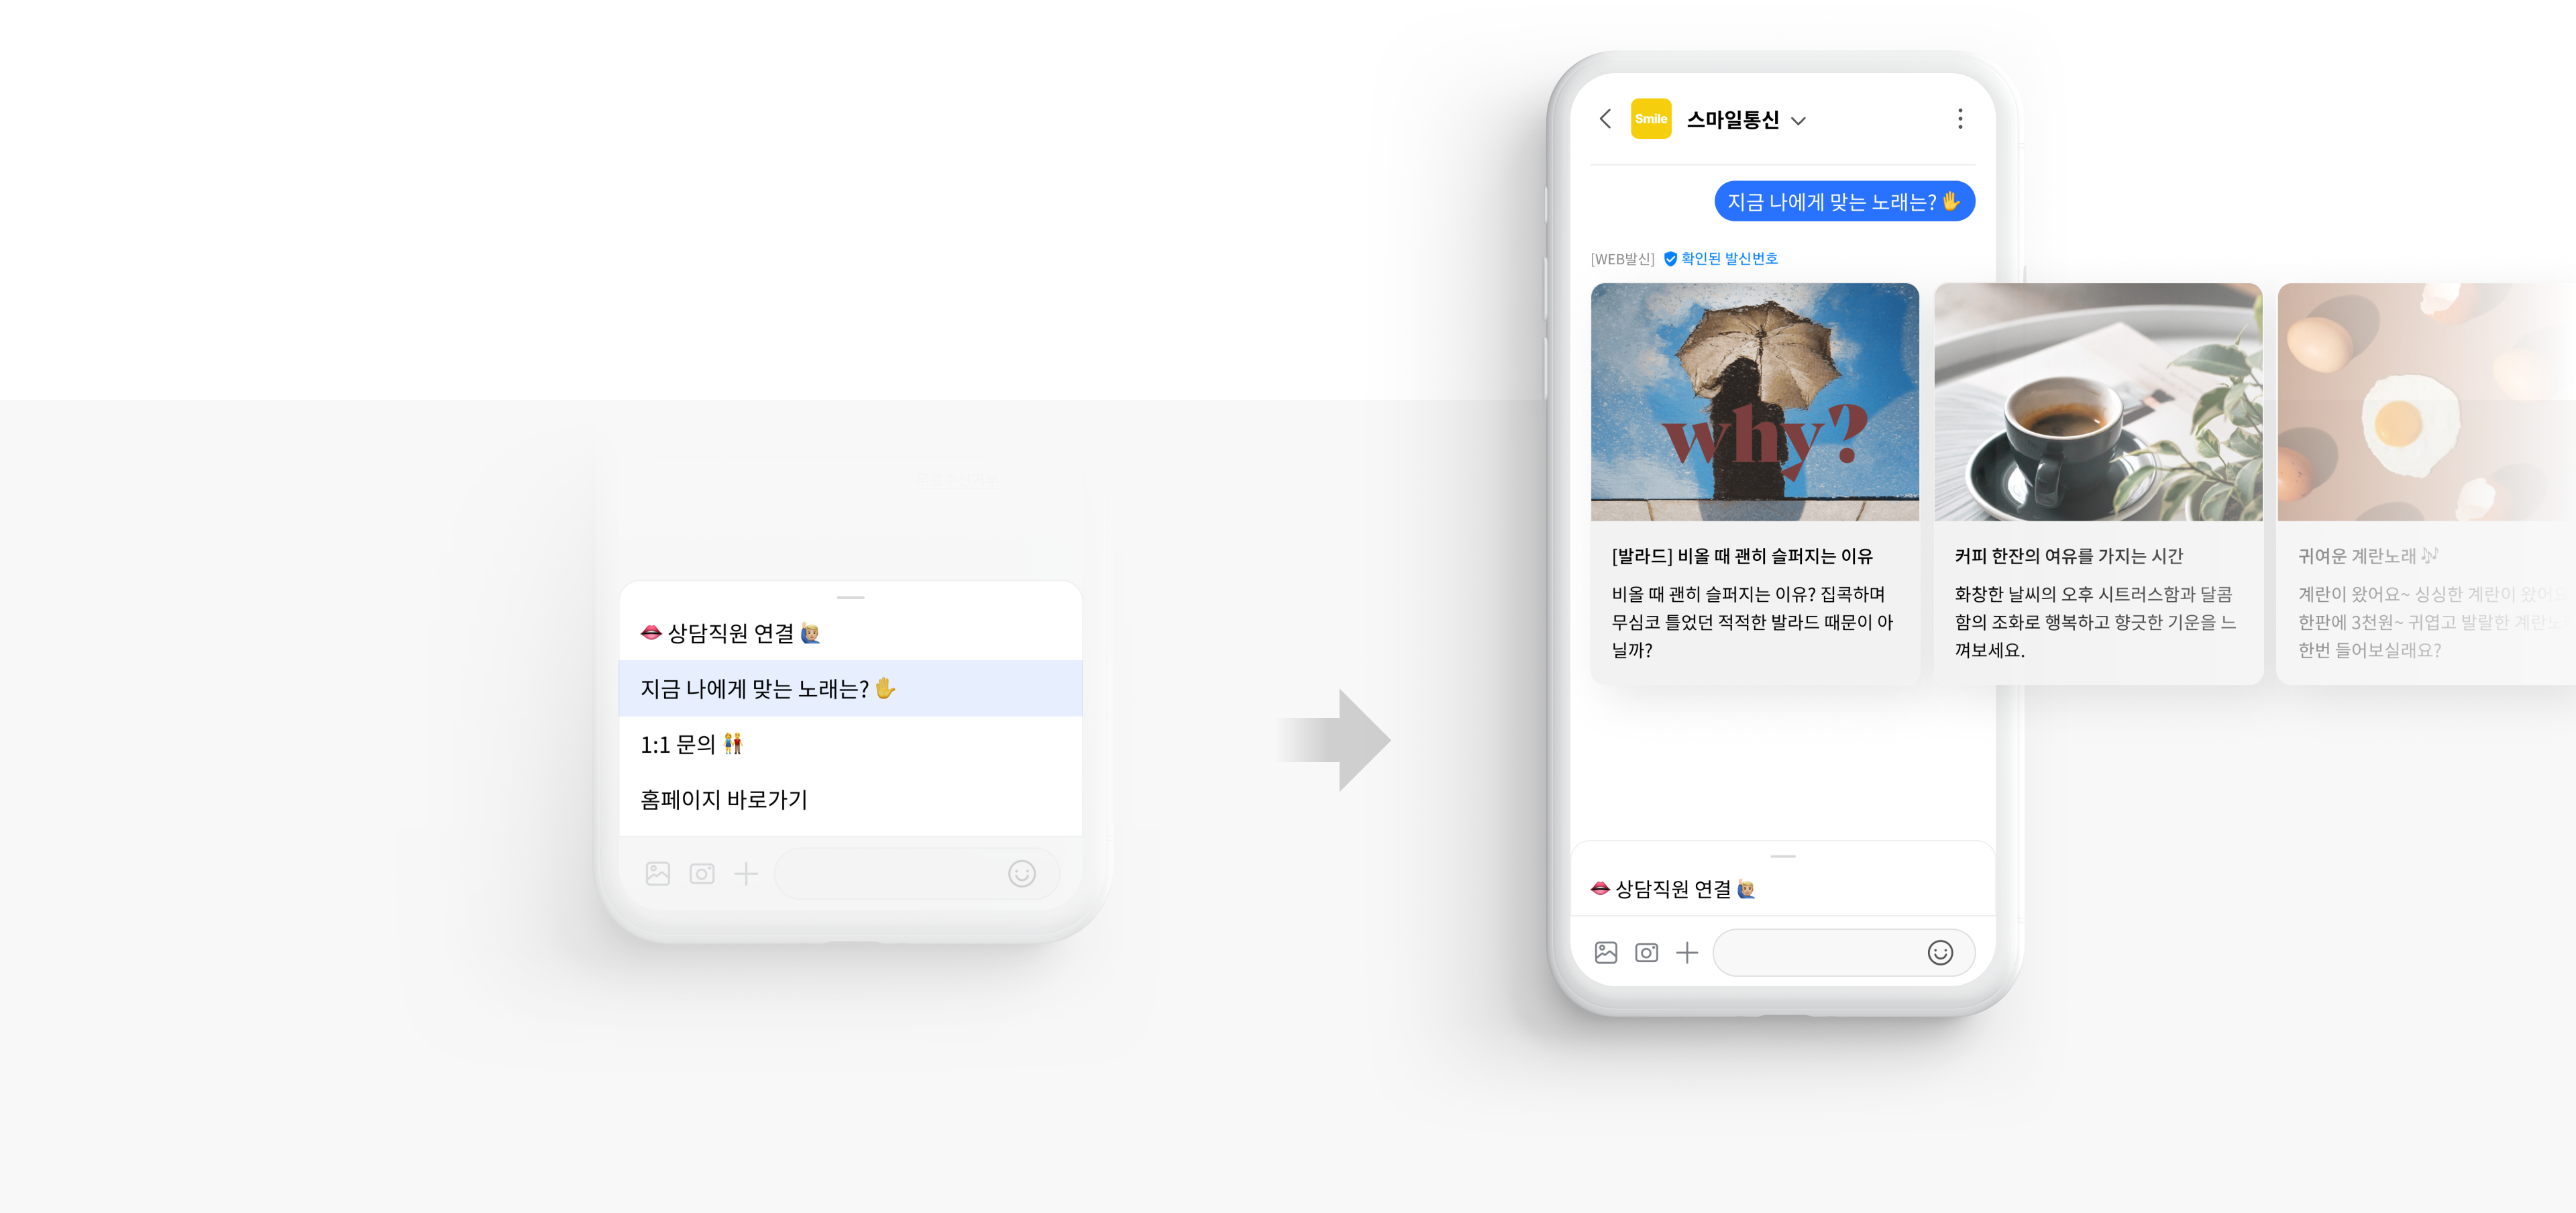 👄 상담직원 연결 🙋🏼‍♂️
지금 나에게 맞는 노래는? ✋
1:1 문의 👫
홈페이지 바로가기
Smile
스마일통신
지금 나에게 맞는 노래는? ✋
[WEB발신] 확인된 발신번호
why?
[발라드] 비올 때 괜히 슬퍼지는 이유
비올 때 괜히 슬퍼지는 이유? 집콕하며
무심코 틀었던 적적한 발라드 때문이 아
닐까?
커피 한잔의 여유를 가지는 시간
화창한 날씨의 오후 시트러스함과 달콤
함의 조화로 행복하고 향긋한 기운을 느
껴보세요.
귀여운 계란노래 🎶
계란이 왔어요~ 싱싱한 계란이 왔어요
한판에 3천원~ 귀엽고 발랄한
한번 들어보실래요?
👄 상담직원 연결 🙋🏼‍♂️